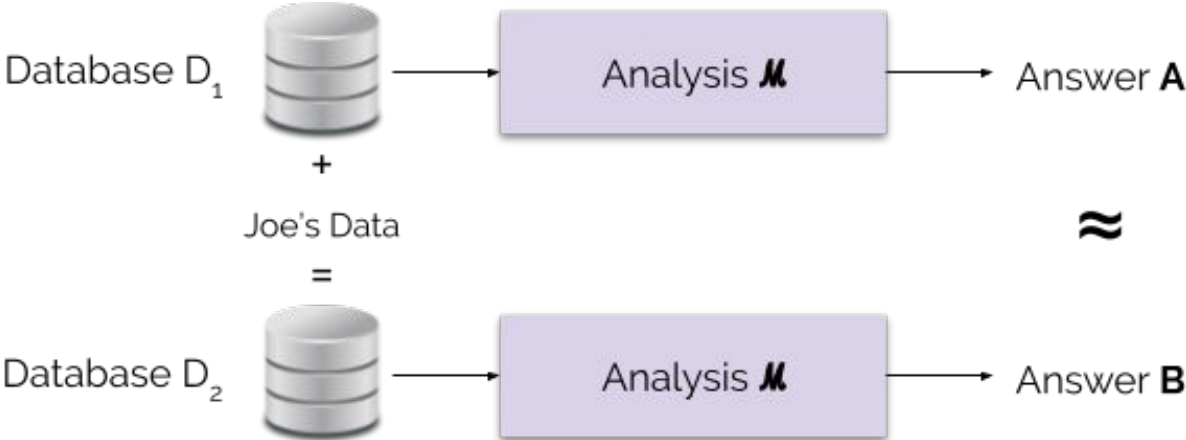 Database D₁
Analysis 𝓜
Answer A
+
Joe's Data
=
≈
Database D₂
Analysis 𝓜
Answer B